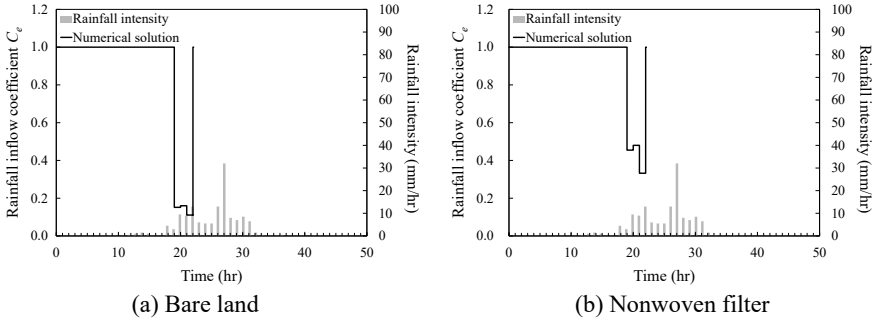 Rainfall inflow coefficient Ce
1.2
1.0
0.8
0.6
0.4
0.2
0.0
Rainfall intensity
Numerical solution
100
90
80
70
60
50
40
30
20
10
0
Rainfall intensity (mm/hr)
0 10 20 30 40 50
Time (hr)
(a) Bare land
Rainfall inflow coefficient Ce
1.2
1.0
0.8
0.6
0.4
0.2
0.0
Rainfall intensity
Numerical solution
100
90
80
70
60
50
40
30
20
10
0
Rainfall intensity (mm/hr)
0 10 20 30 40 50
Time (hr)
(b) Nonwoven filter